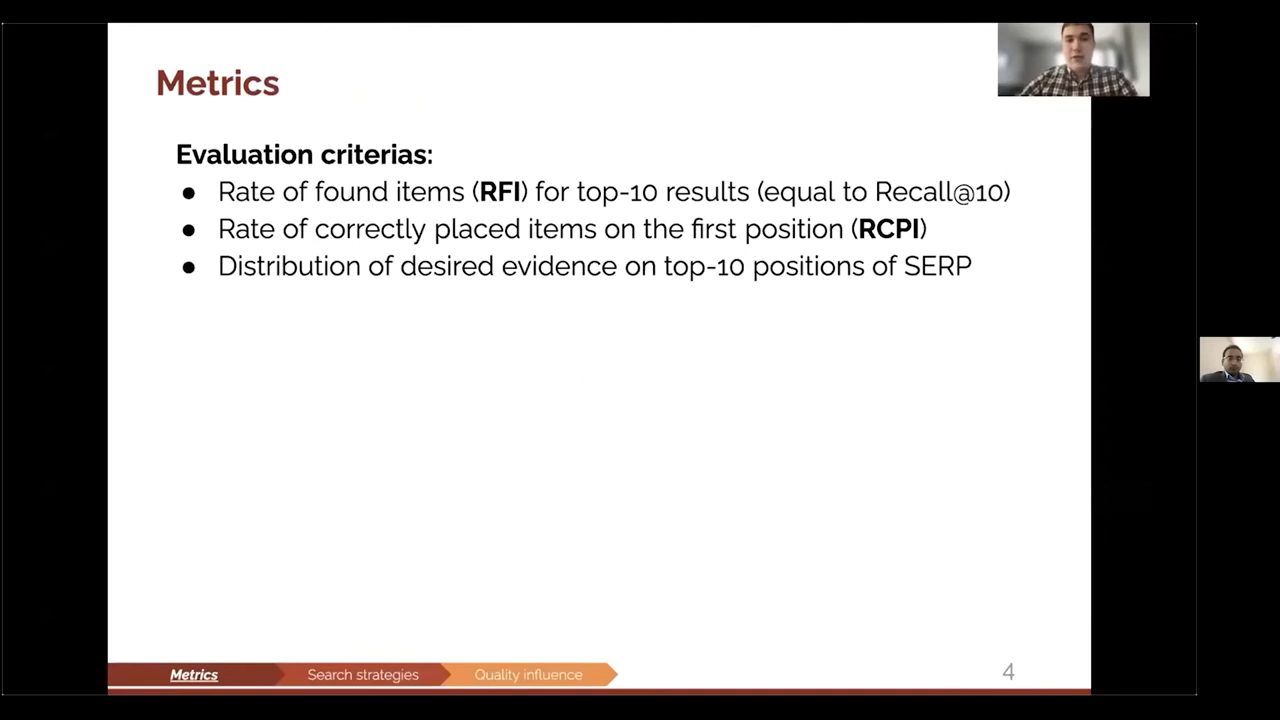 Metrics
Evaluation criterias:
● Rate of found items (RFI) for top-10 results (equal to Recall@10)
● Rate of correctly placed items on the first position (RCPI)
● Distribution of desired evidence on top-10 positions of SERP
Metrics
Search strategies
Quality influence
4